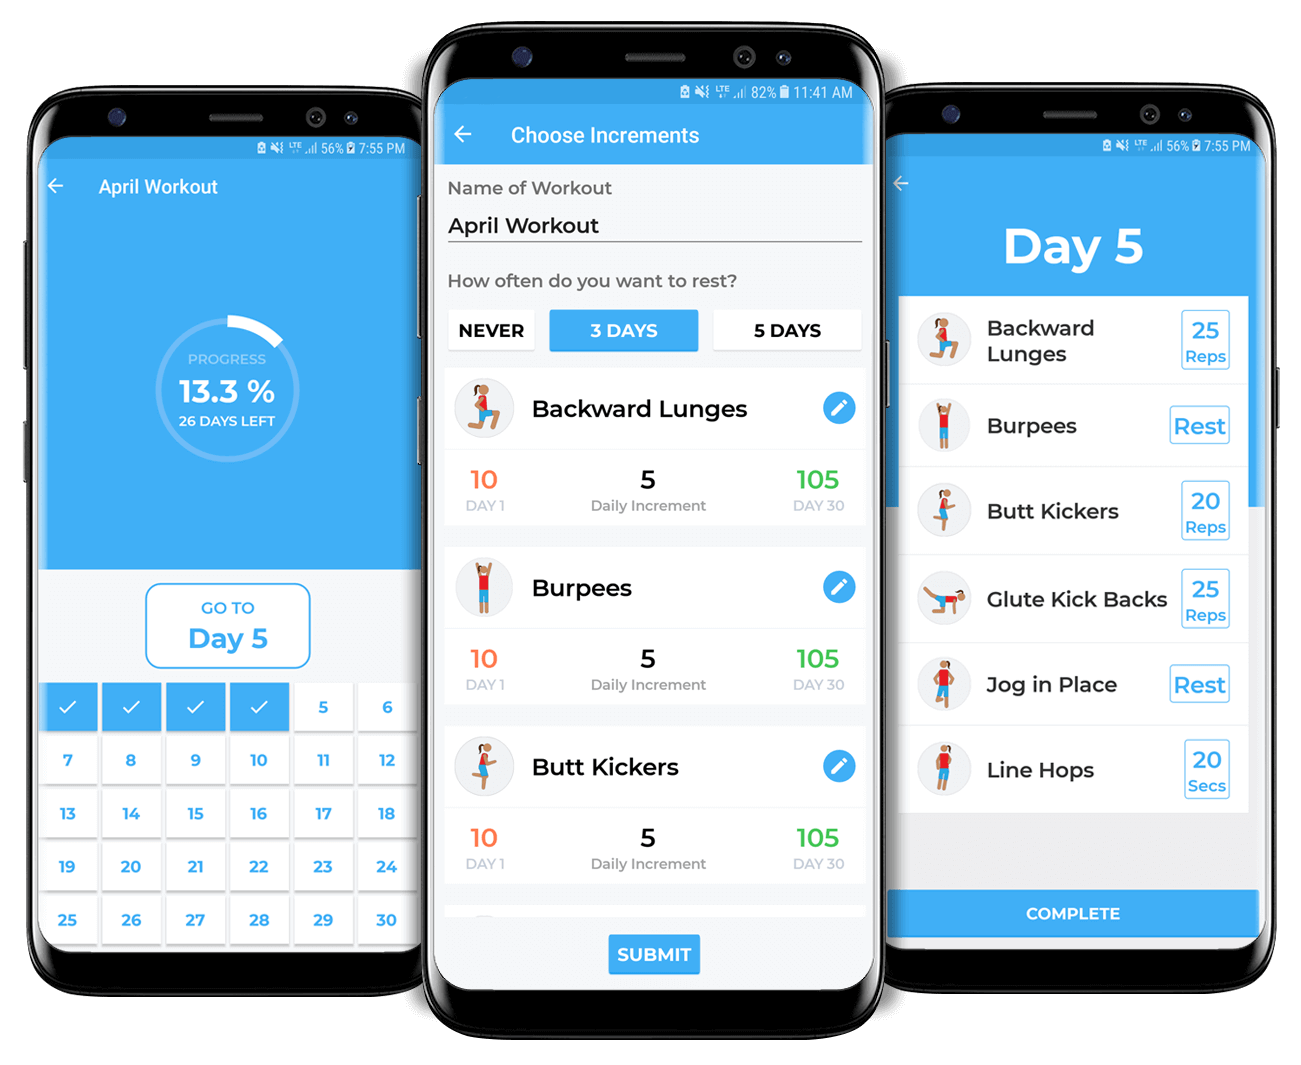 LTE 56% 7:55 PM
April Workout
PROGRESS
13.3 %
26 DAYS LEFT
GO TO
Day 5
5 6
7 8 9 10 11 12
13 14 15 16 17 18
19 20 21 22 23 24
25 26 27 28 29 30
LTE 82% 11:41 AM
Choose Increments
Name of Workout
April Workout
How often do you want to rest?
NEVER 3 DAYS 5 DAYS
Backward Lunges
10 5 105
DAY 1 Daily Increment DAY 30
Burpees
10 5 105
DAY 1 Daily Increment DAY 30
Butt Kickers
10 5 105
DAY 1 Daily Increment DAY 30
SUBMIT
LTE 56% 7:55 PM
Day 5
Backward
Lunges
25
Reps
Burpees
Rest
Butt Kickers
20
Reps
Glute Kick Backs
25
Reps
Jog in Place
Rest
Line Hops
20
Secs
COMPLETE